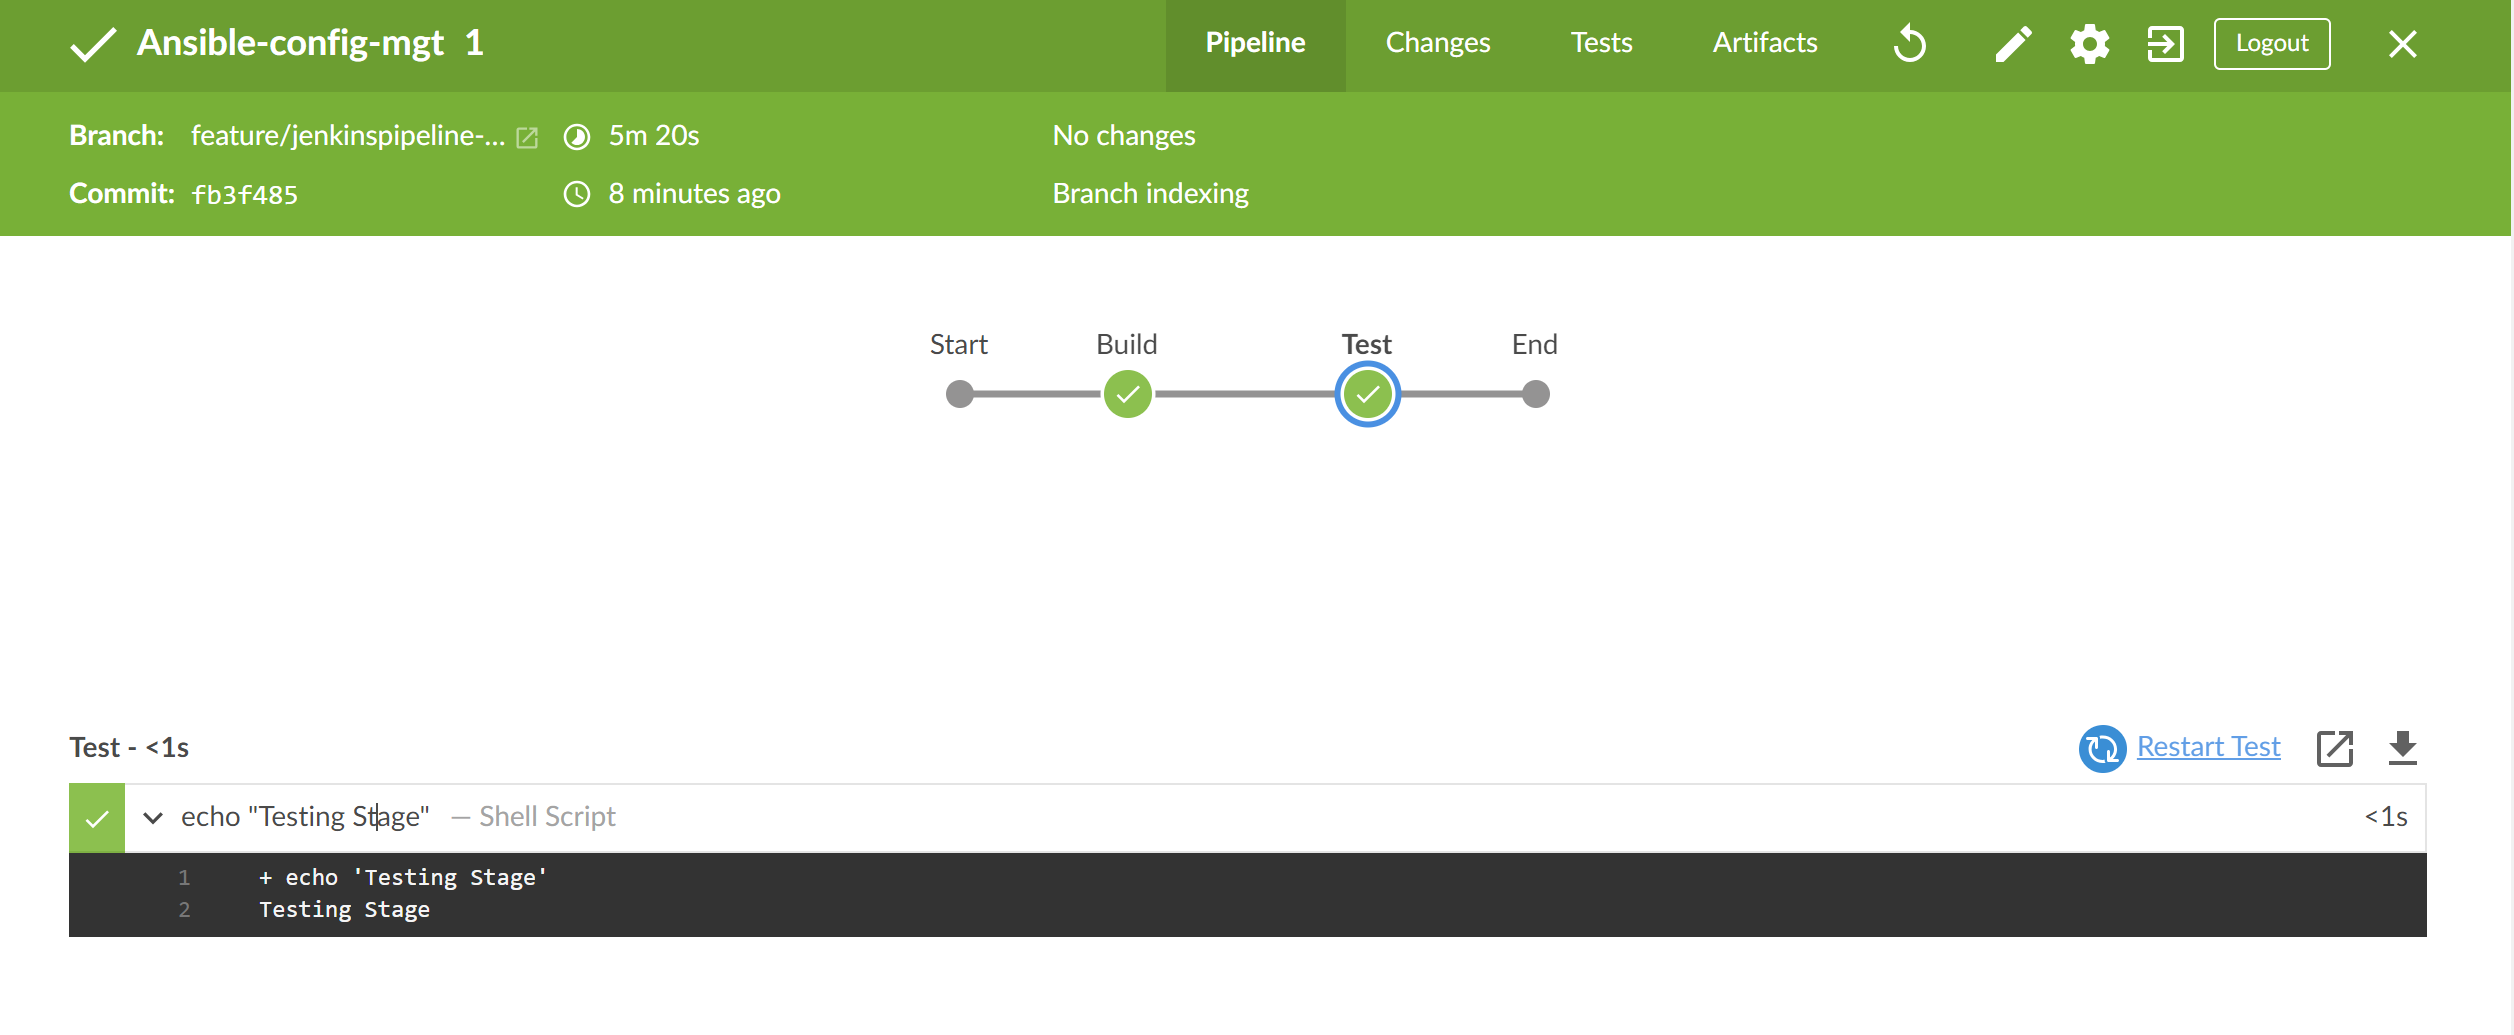 Ansible-config-mgt 1
Pipeline Changes Tests Artifacts Logout
Branch: feature/jenkinspipeline-... 5m 20s No changes
Commit: fb3f485 8 minutes ago Branch indexing
Start Build Test End
Test - <1s Restart Test
echo "Testing Stage" — Shell Script <1s
1 + echo 'Testing Stage'
2 Testing Stage